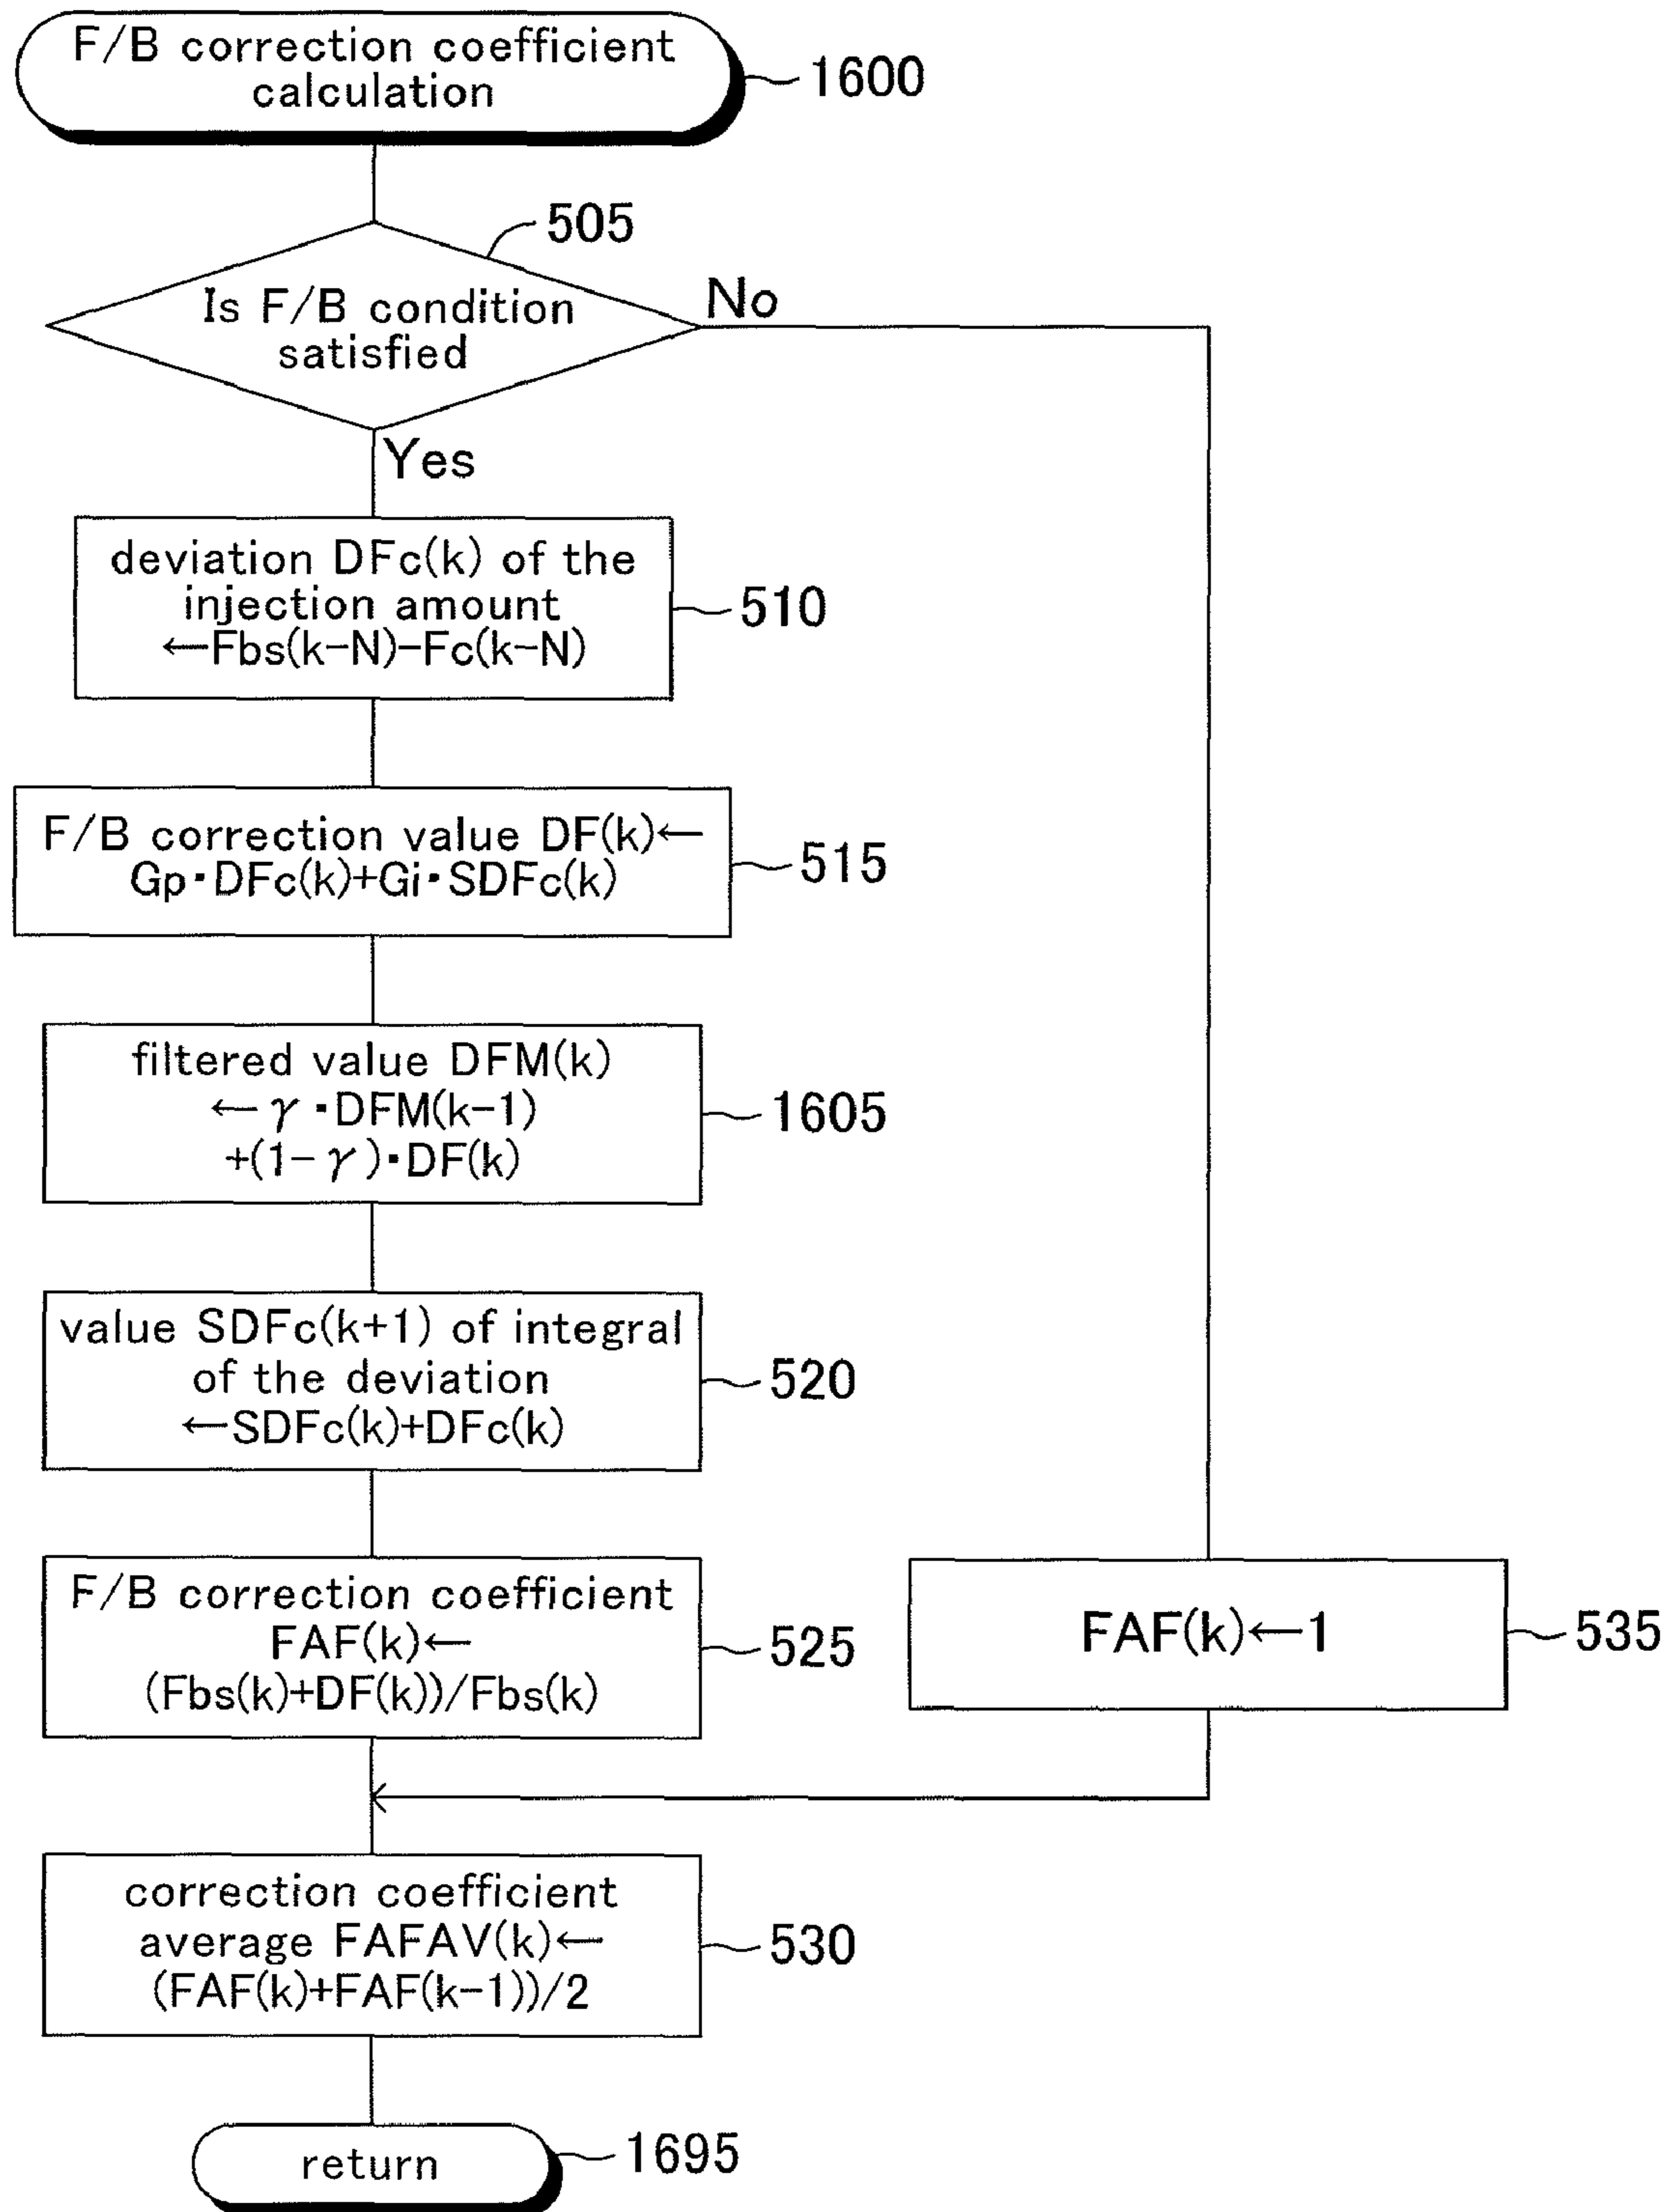 F/B correction coefficient
calculation
1600
505
Is F/B condition
satisfied
No
Yes
deviation DFc(k) of the
injection amount
←Fbs(k-N)-Fc(k-N)
510
F/B correction value DF(k)←
Gp·DFc(k)+Gi·SDFc(k)
515
filtered value DFM(k)
←γ·DFM(k-1)
+(1-γ)·DF(k)
1605
value SDFc(k+1) of integral
of the deviation
←SDFc(k)+DFc(k)
520
F/B correction coefficient
FAF(k)←
(Fbs(k)+DF(k))/Fbs(k)
525
FAF(k)←1
535
correction coefficient
average FAFAV(k)←
(FAF(k)+FAF(k-1))/2
530
return
1695